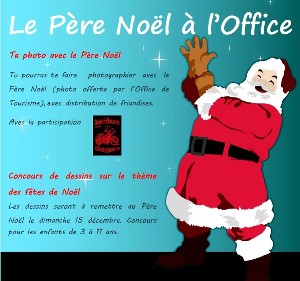 Le Père Noël à l'Office
Ta photo avec le Père Noël
Tu pourras te faire photographier avec le
Père Noël (photo offerte par l'Office de
Tourisme), avec distribution de friandises.
Avec la participation
Concours de dessins sur le thème
des fêtes de Noël
Les dessins seront à remettre au Père
Noël le dimanche 15 décembre. Concours
pour les enfants de 3 à 11 ans.